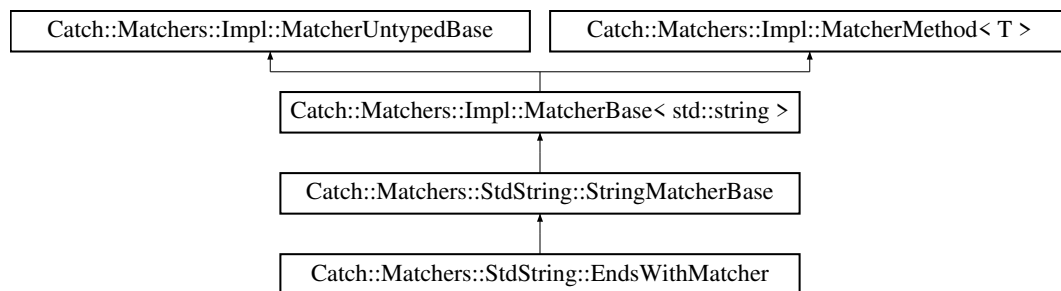 Catch::Matchers::Impl::MatcherUntypedBase
Catch::Matchers::Impl::MatcherMethod< T >
Catch::Matchers::Impl::MatcherBase< std::string >
Catch::Matchers::StdString::StringMatcherBase
Catch::Matchers::StdString::EndsWithMatcher